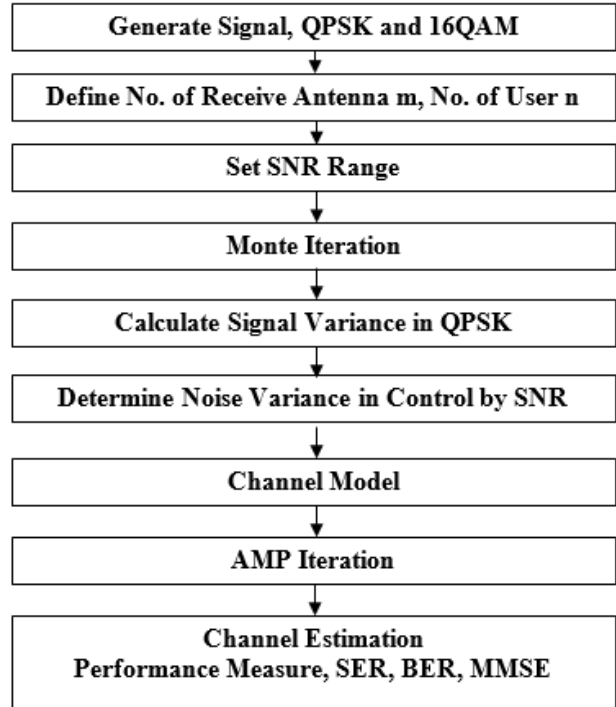 Generate Signal, QPSK and 16QAM
Define No. of Receive Antenna m, No. of User n
Set SNR Range
Monte Iteration
Calculate Signal Variance in QPSK
Determine Noise Variance in Control by SNR
Channel Model
AMP Iteration
Channel Estimation
Performance Measure, SER, BER, MMSE